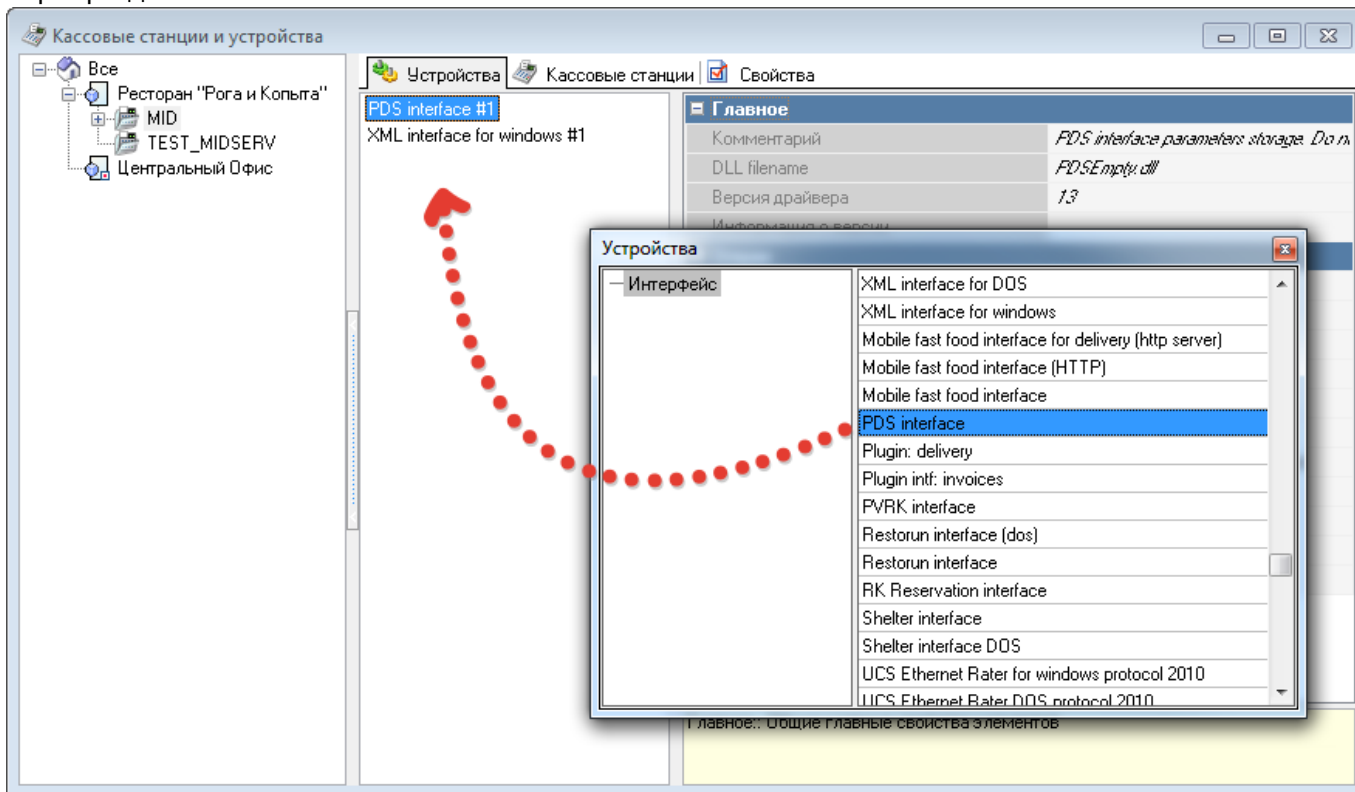 Кассовые станции и устройства
Все
Ресторан "Рога и Копыта"
MID
TEST_MIDSERV
Центральный Офис
Устройства
Кассовые станции
Свойства
PDS interface #1
XML interface for windows #1
Главное
Комментарий
PDS interface parameters storage. Do n
DLL filename
PDSEmpty.dll
Версия драйвера
1.3
Информация о версии
Устройства
Интерфейс
XML interface for DOS
XML interface for windows
Mobile fast food interface for delivery (http server)
Mobile fast food interface (HTTP)
Mobile fast food interface
PDS interface
Plugin: delivery
Plugin intf: invoices
PVRK interface
Restorun interface (dos)
Restorun interface
RK Reservation interface
Shelter interface
Shelter interface DOS
UCS Ethernet Rater for windows protocol 2010
UCS Ethernet Rater DOS protocol 2010
Главное:: Общие главные свойства элементов